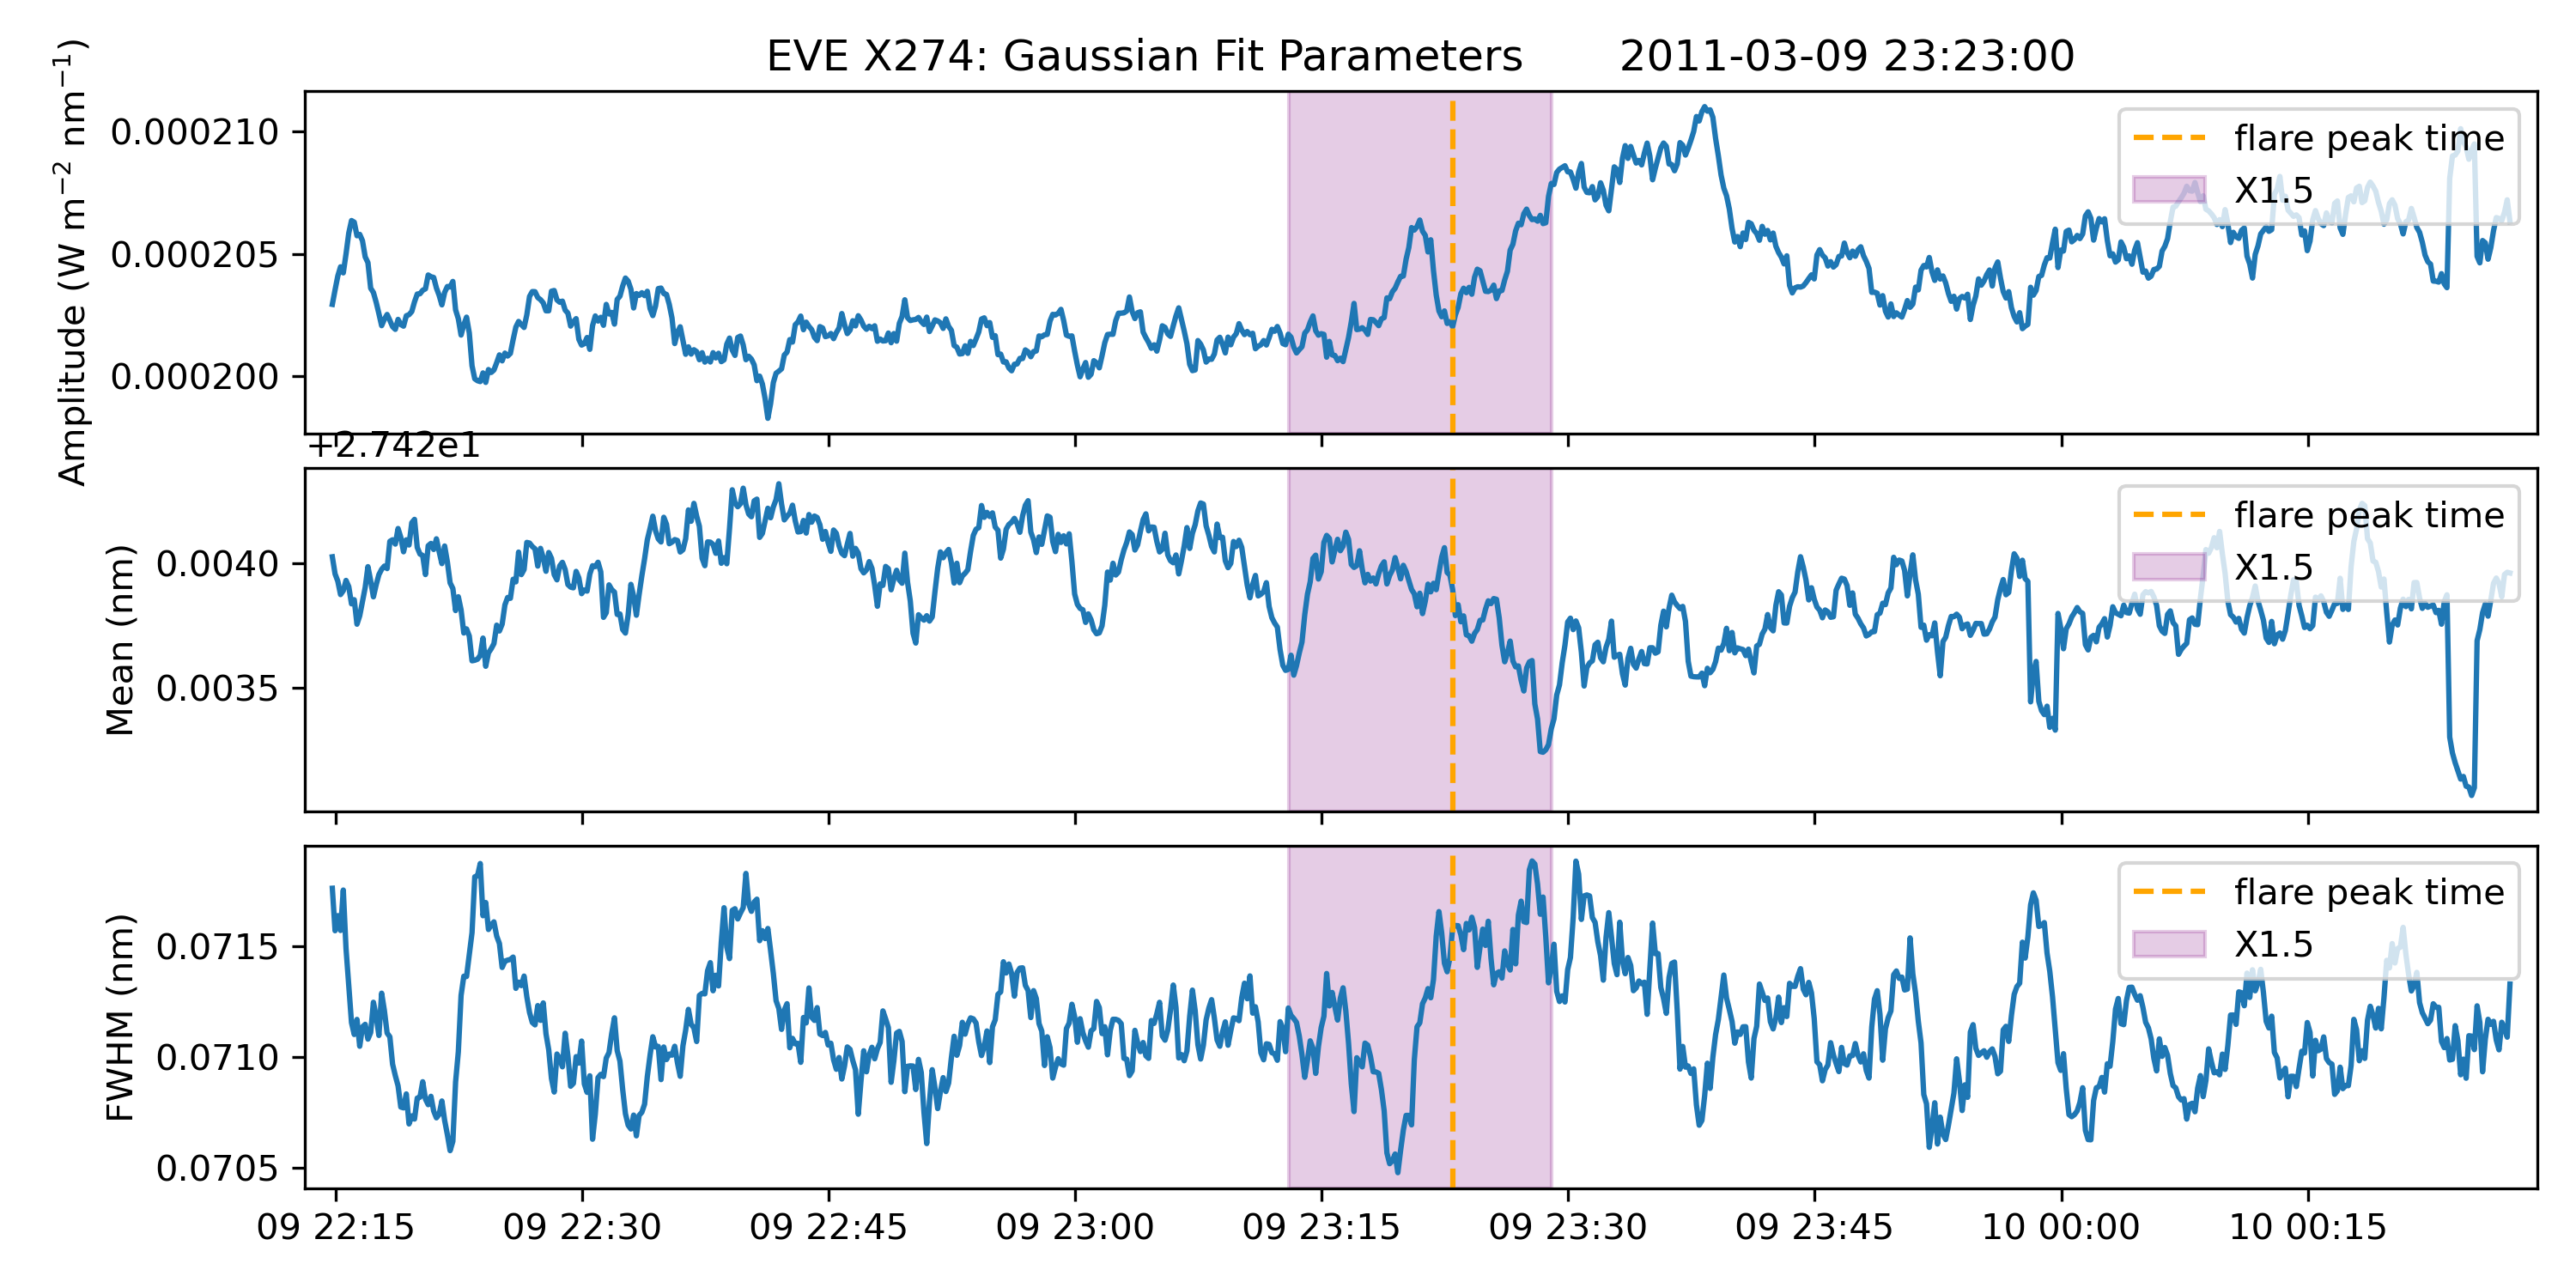 EVE X274: Gaussian Fit Parameters 2011-03-09 23:23:00
Amplitude (W m⁻² nm⁻¹)
0.000210
0.000205
0.000200
flare peak time
X1.5
+2.742e1
Mean (nm)
0.0040
0.0035
flare peak time
X1.5
FWHM (nm)
0.0715
0.0710
0.0705
flare peak time
X1.5
09 22:15 09 22:30 09 22:45 09 23:00 09 23:15 09 23:30 09 23:45 10 00:00 10 00:15